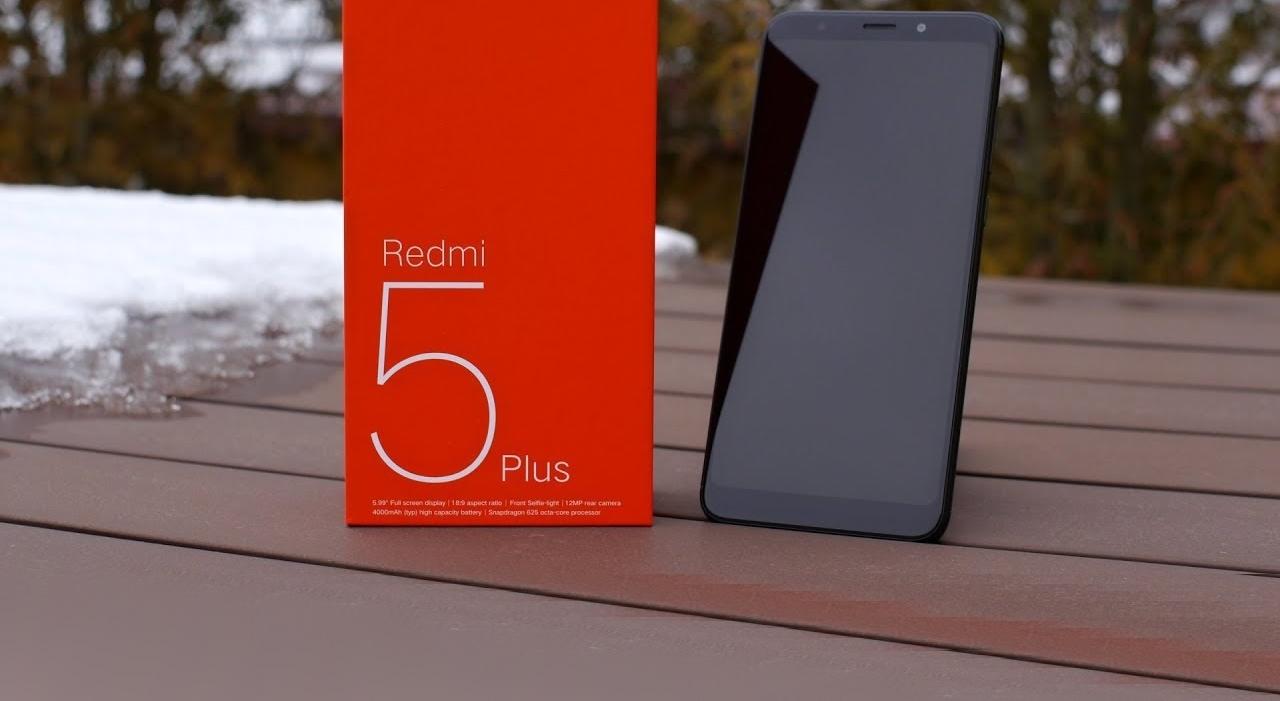 Redmi
5 Plus
5.99" Full screen display | 18:9 aspect ratio | Front Selfie-light | 12MP rear camera
4000mAh (typ) high capacity battery | Snapdragon 625 octa-core processor